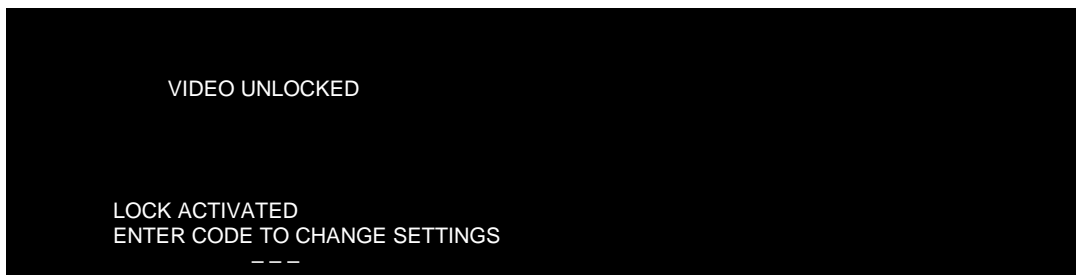 VIDEO UNLOCKED
LOCK ACTIVATED
ENTER CODE TO CHANGE SETTINGS
_ _ _